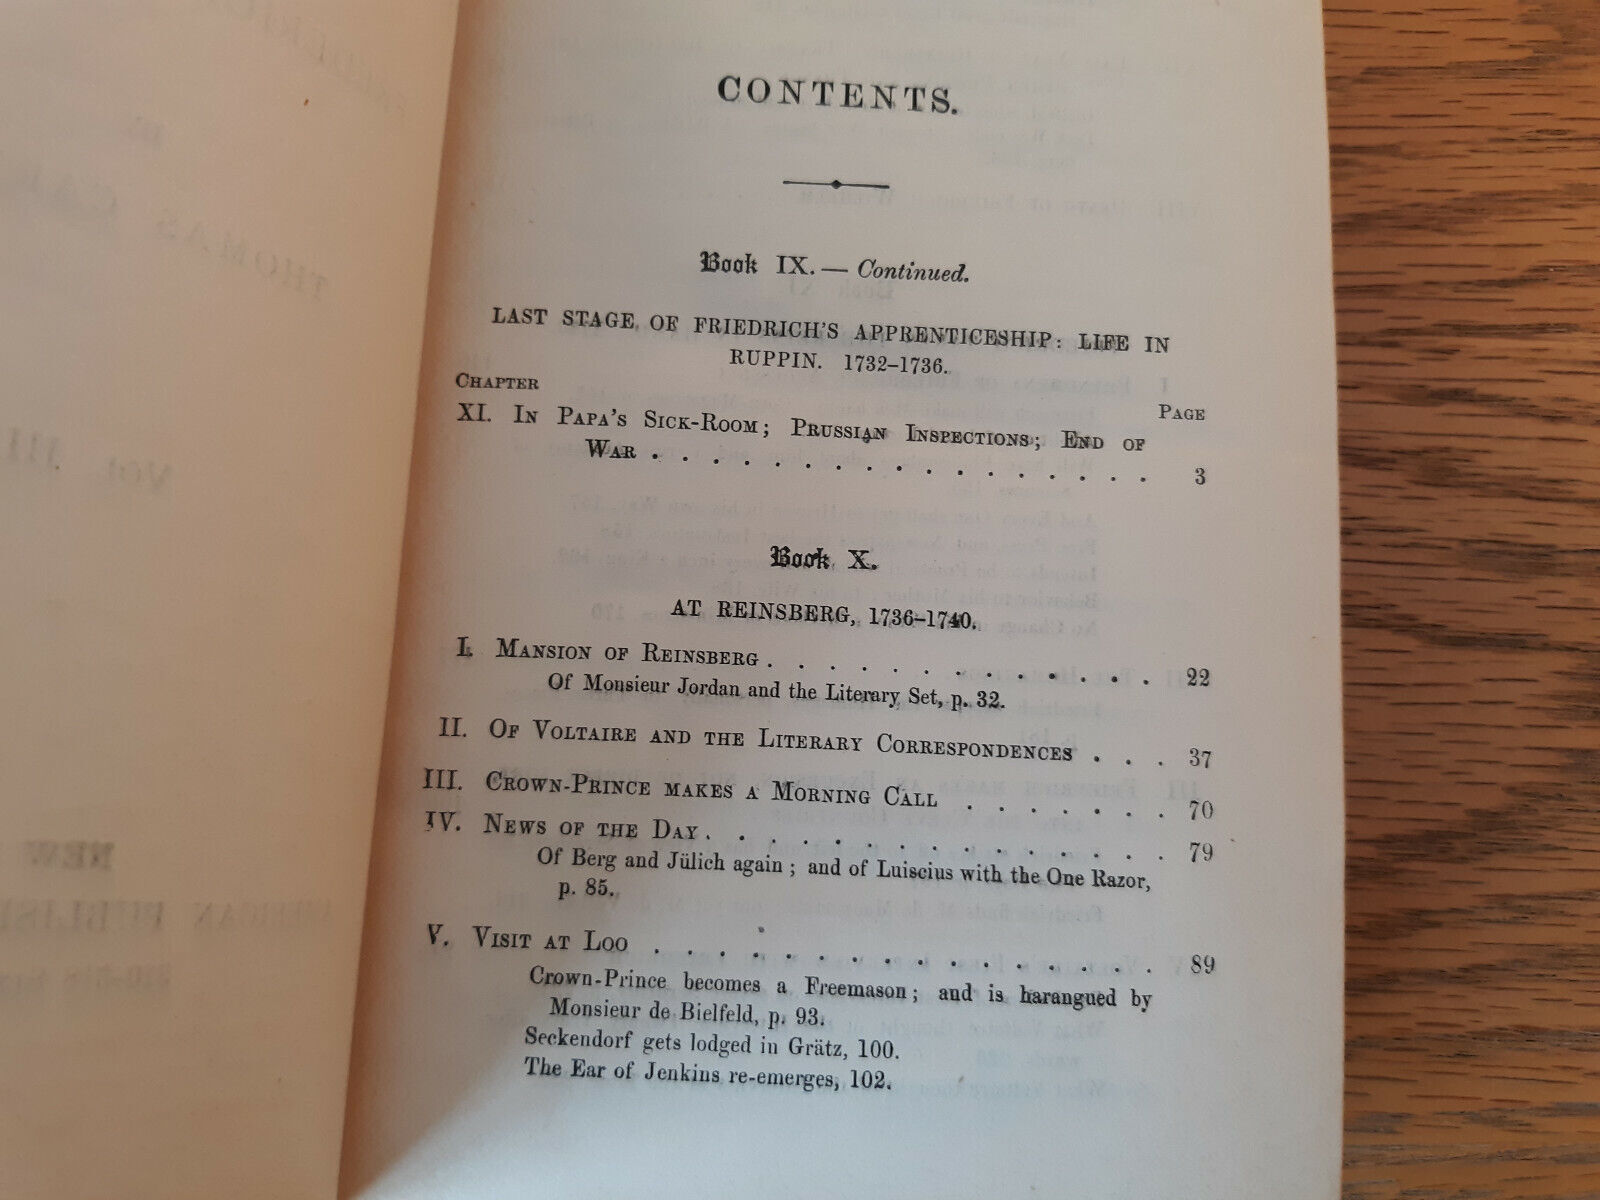 CONTENTS.
Book IX. — Continued.
LAST STAGE OF FRIEDRICH'S APPRENTICESHIP: LIFE IN
RUPPIN. 1732–1736.
CHAPTER PAGE
XI. IN PAPA'S SICK-ROOM; PRUSSIAN INSPECTIONS; END OF
WAR . . . . . . . . . . . . . . . . . 3
Book X.
AT REINSBERG, 1736–1740.
I. MANSION OF REINSBERG . . . . . . . . . . . . . 22
Of Monsieur Jordan and the Literary Set, p. 32.
II. OF VOLTAIRE AND THE LITERARY CORRESPONDENCES . . . 37
III. CROWN-PRINCE MAKES A MORNING CALL . . . . . . . 70
IV. NEWS OF THE DAY . . . . . . . . . . . . . . . 79
Of Berg and Jülich again; and of Luiscius with the One Razor,
p. 85.
V. VISIT AT LOO . . . . . . . . . . . . . . . . 89
Crown-Prince becomes a Freemason; and is harangued by
Monsieur de Bielfeld, p. 93.
Seckendorf gets lodged in Grätz, 100.
The Ear of Jenkins re-emerges, 102.